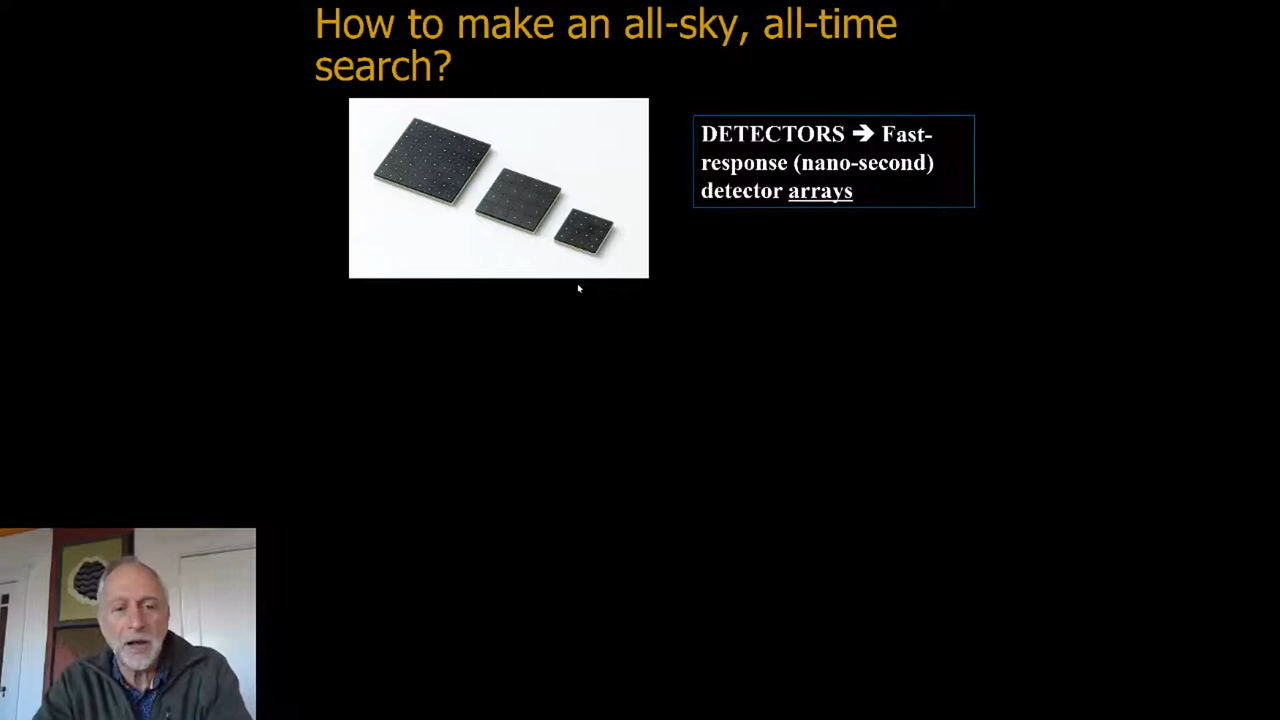 How to make an all-sky, all-time
search?
DETECTORS ➔ Fast-
response (nano-second)
detector arrays